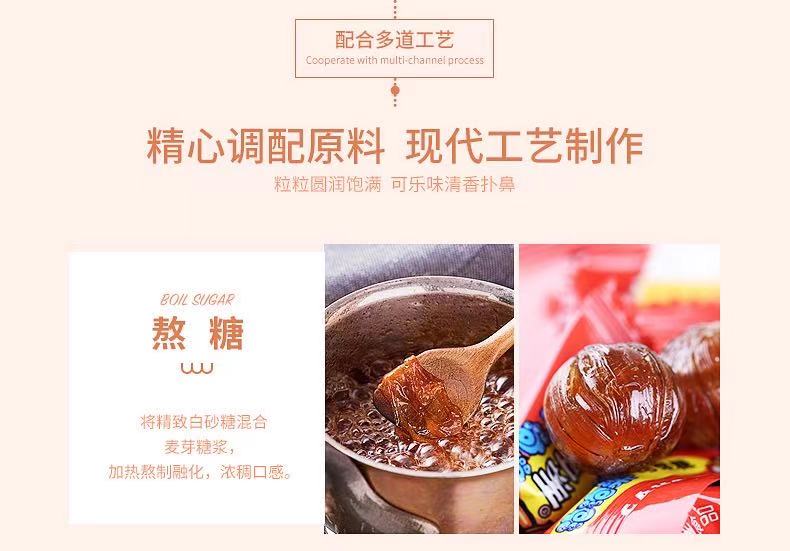 配合多道工艺
Cooperate with multi-channel process
精心调配原料 现代工艺制作
粒粒圆润饱满 可乐味清香扑鼻
BOIL SUGAR
熬 糖
将精致白砂糖混合
麦芽糖浆，
加热熬制融化，浓稠口感。